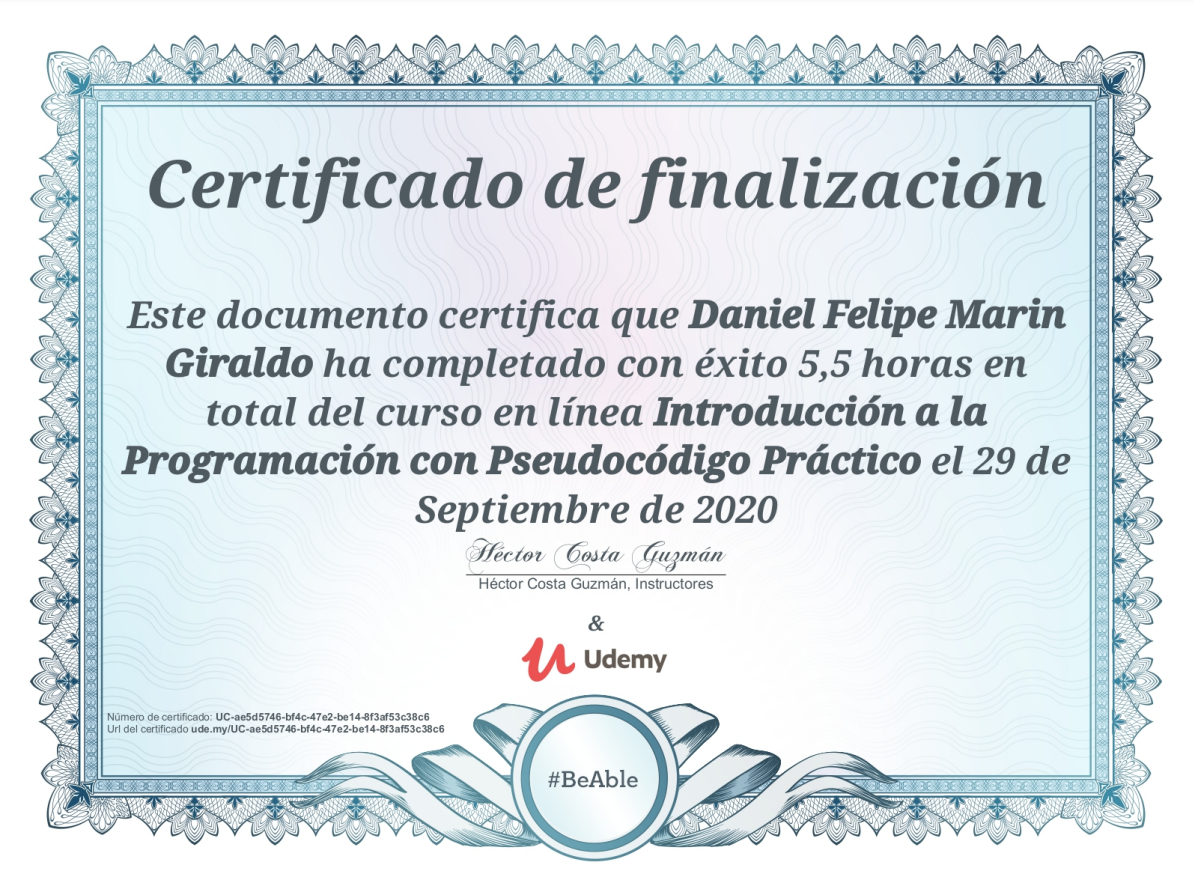 Certificado de finalización
Este documento certifica que Daniel Felipe Marin
Giraldo ha completado con éxito 5,5 horas en
total del curso en línea Introducción a la
Programación con Pseudocódigo Práctico el 29 de
Septiembre de 2020
Héctor Costa Guzmán
Héctor Costa Guzmán, Instructores
&
Udemy
Número de certificado: UC-ae5d5746-bf4c-47e2-be14-8f3af53c38c6
Url del certificado ude.my/UC-ae5d5746-bf4c-47e2-be14-8f3af53c38c6
#BeAble